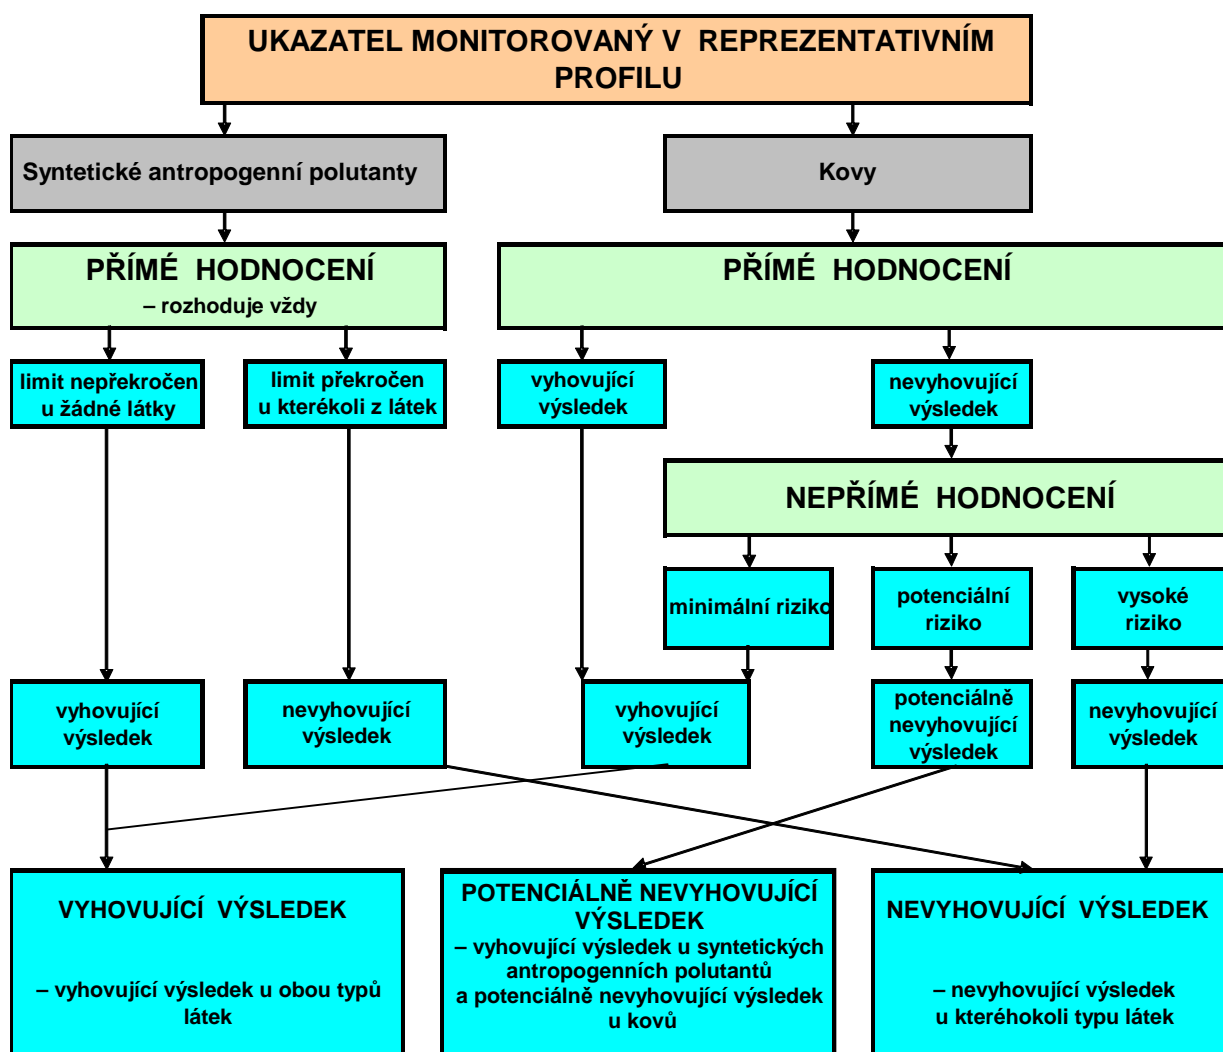 UKAZATEL MONITOROVANÝ V REPREZENTATIVNÍM
PROFILU
Syntetické antropogenní polutanty
Kovy
PŘÍMÉ HODNOCENÍ
– rozhoduje vždy
PŘÍMÉ HODNOCENÍ
limit nepřekročen
u žádné látky
limit překročen
u kterékoli z látek
vyhovující
výsledek
nevyhovující
výsledek
NEPŘÍMÉ HODNOCENÍ
minimální riziko
potenciální
riziko
vysoké
riziko
vyhovující
výsledek
nevyhovující
výsledek
vyhovující
výsledek
potenciálně
nevyhovující
výsledek
nevyhovující
výsledek
VYHOVUJÍCÍ VÝSLEDEK
– vyhovující výsledek u obou typů
látek
POTENCIÁLNĚ NEVYHOVUJÍCÍ
VÝSLEDEK
– vyhovující výsledek u syntetických
antropogenních polutantů
a potenciálně nevyhovující výsledek
u kovů
NEVYHOVUJÍCÍ VÝSLEDEK
– nevyhovující výsledek
u kteréhokoli typu látek